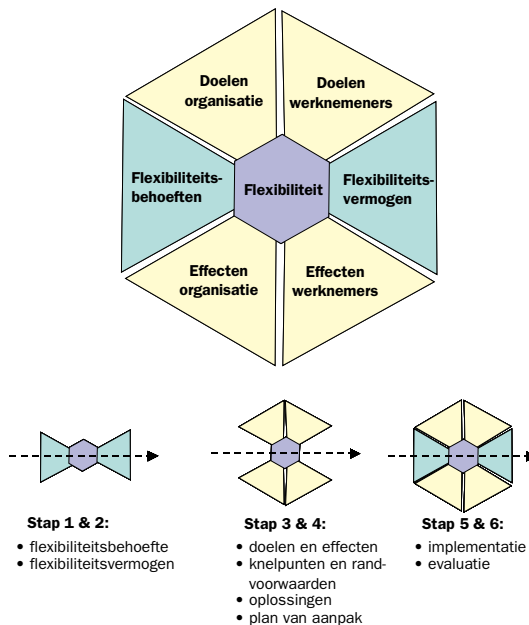 Doelen
organisatie
Doelen
werknemeners
Flexibiliteits-
behoeften
Flexibiliteit
Flexibiliteits-
vermogen
Effecten
organisatie
Effecten
werknemers
Stap 1 & 2:
• flexibiliteitsbehoefte
• flexibiliteitsvermogen
Stap 3 & 4:
• doelen en effecten
• knelpunten en rand-
voorwaarden
• oplossingen
• plan van aanpak
Stap 5 & 6:
• implementatie
• evaluatie